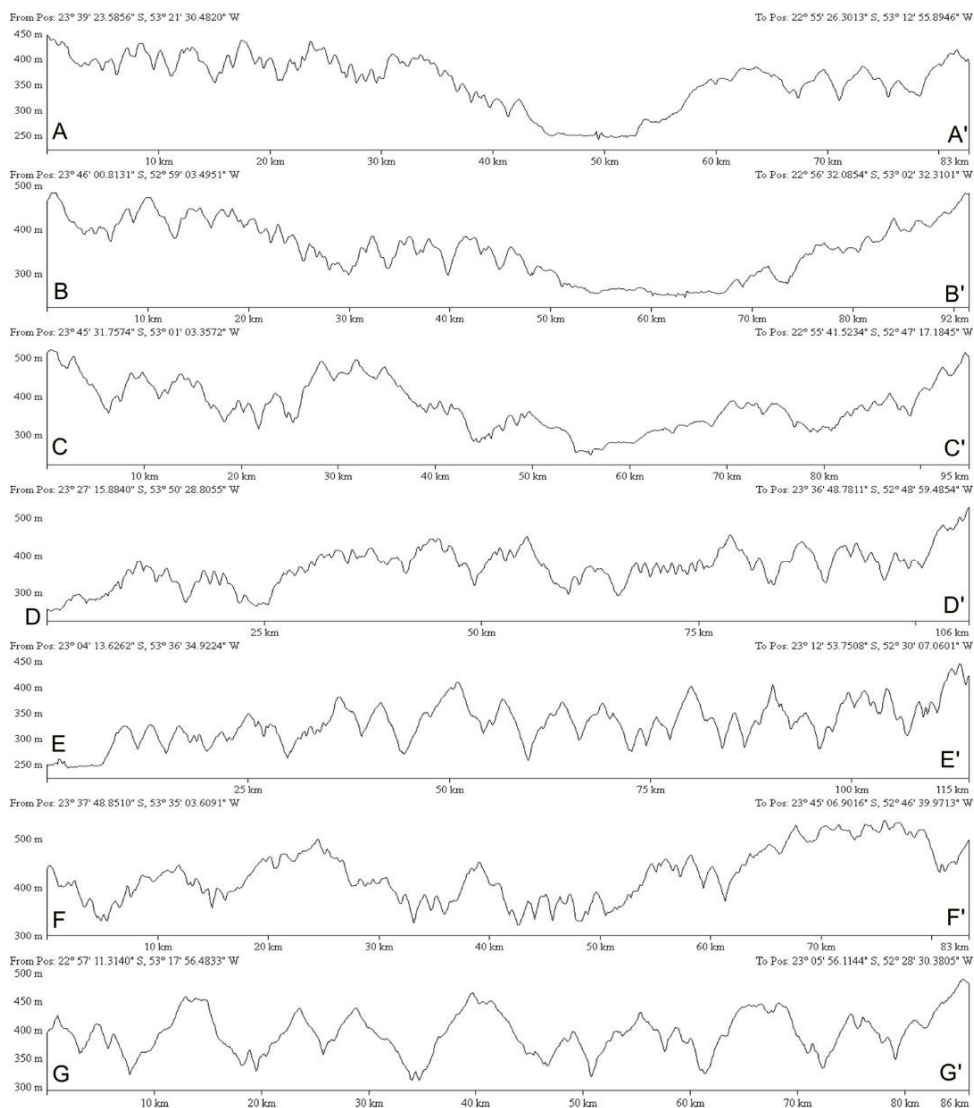 From Pos: 23° 39' 23.5856" S, 53° 21' 30.4820" W To Pos: 22° 55' 26.3013" S, 53° 12' 55.8946" W
450 m
400 m
350 m
300 m
250 m
A A'
10 km 20 km 30 km 40 km 50 km 60 km 70 km 83 km
From Pos: 23° 46' 00.8131" S, 52° 59' 03.4951" W To Pos: 22° 56' 32.0854" S, 53° 02' 32.3101" W
500 m
400 m
300 m
B B'
10 km 20 km 30 km 40 km 50 km 60 km 70 km 80 km 92 km
From Pos: 23° 45' 31.7574" S, 53° 01' 03.3572" W To Pos: 22° 55' 41.5234" S, 52° 47' 17.1845" W
500 m
400 m
300 m
C C'
10 km 20 km 30 km 40 km 50 km 60 km 70 km 80 km 95 km
From Pos: 23° 27' 15.8840" S, 53° 50' 28.8055" W To Pos: 23° 36' 48.7811" S, 52° 48' 59.4854" W
500 m
400 m
300 m
D D'
25 km 50 km 75 km 106 km
From Pos: 23° 04' 13.6262" S, 53° 36' 34.9224" W To Pos: 23° 12' 53.7508" S, 52° 30' 07.0601" W
450 m
400 m
350 m
300 m
250 m
E E'
25 km 50 km 75 km 100 km 115 km
From Pos: 23° 37' 48.8510" S, 53° 35' 03.6091" W To Pos: 23° 45' 06.9016" S, 52° 46' 39.9713" W
500 m
400 m
300 m
F F'
10 km 20 km 30 km 40 km 50 km 60 km 70 km 83 km
From Pos: 22° 57' 11.3140" S, 53° 17' 56.4833" W To Pos: 23° 05' 56.1144" S, 52° 28' 30.3805" W
500 m
450 m
400 m
350 m
300 m
G G'
10 km 20 km 30 km 40 km 50 km 60 km 70 km 80 km 86 km